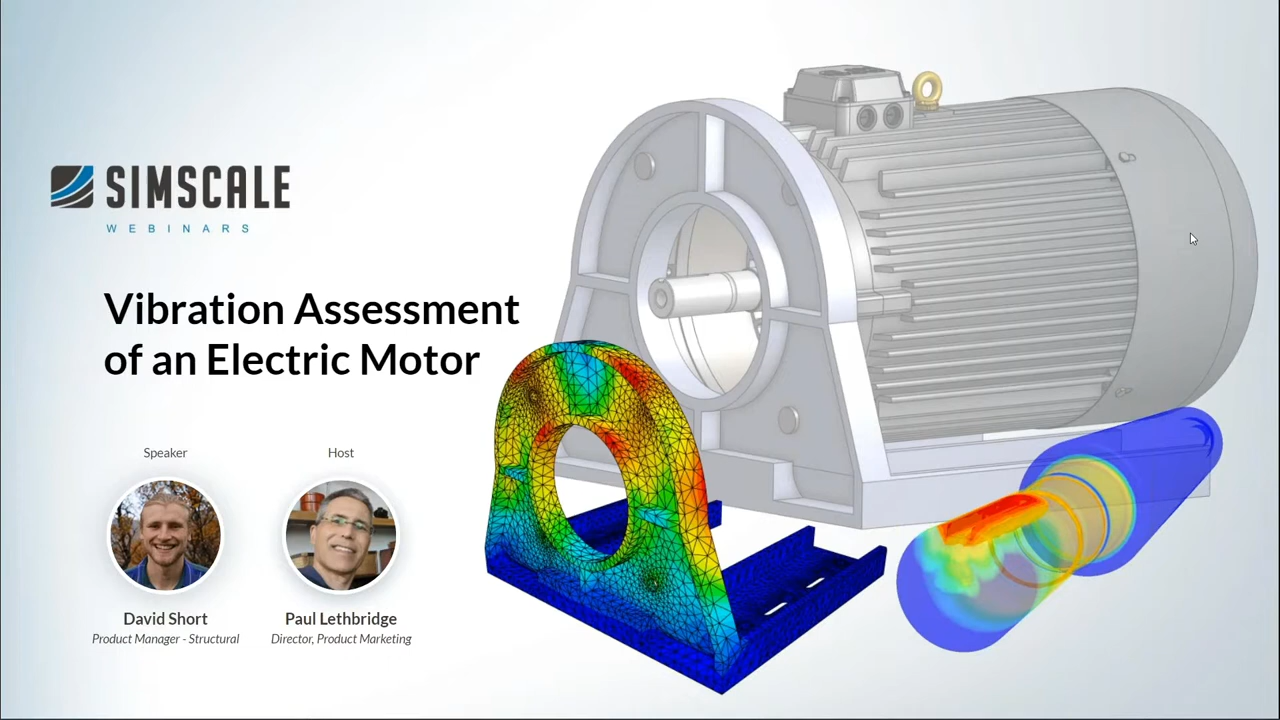 SIMSCALE
WEBINARS
Vibration Assessment
of an Electric Motor
Speaker
Host
David Short
Paul Lethbridge
Product Manager - Structural
Director, Product Marketing